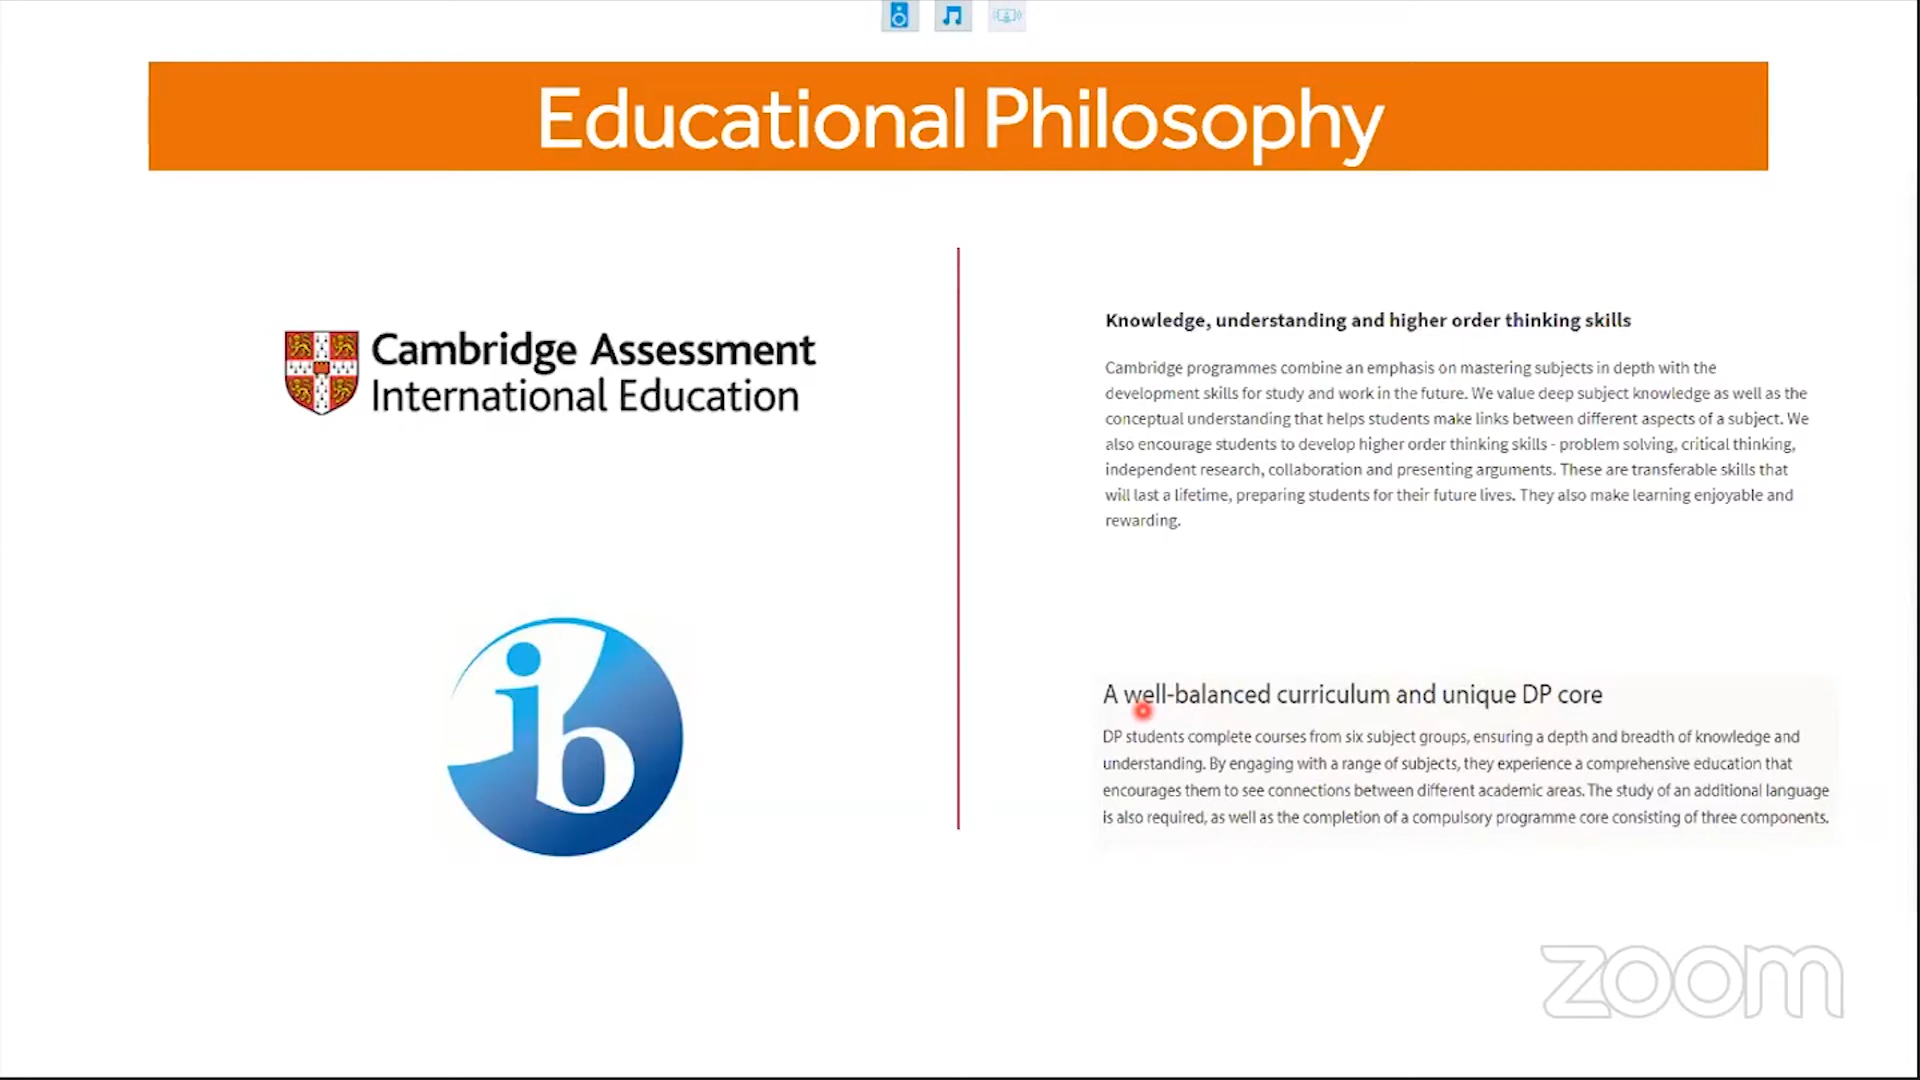 Educational Philosophy
Cambridge Assessment
International Education
Knowledge, understanding and higher order thinking skills
Cambridge programmes combine an emphasis on mastering subjects in depth with the
development skills for study and work in the future. We value deep subject knowledge as well as the
conceptual understanding that helps students make links between different aspects of a subject. We
also encourage students to develop higher order thinking skills - problem solving, critical thinking,
independent research, collaboration and presenting arguments. These are transferable skills that
will last a lifetime, preparing students for their future lives. They also make learning enjoyable and
rewarding.
ib
A well-balanced curriculum and unique DP core
DP students complete courses from six subject groups, ensuring a depth and breadth of knowledge and
understanding. By engaging with a range of subjects, they experience a comprehensive education that
encourages them to see connections between different academic areas. The study of an additional language
is also required, as well as the completion of a compulsory programme core consisting of three components.
zoom